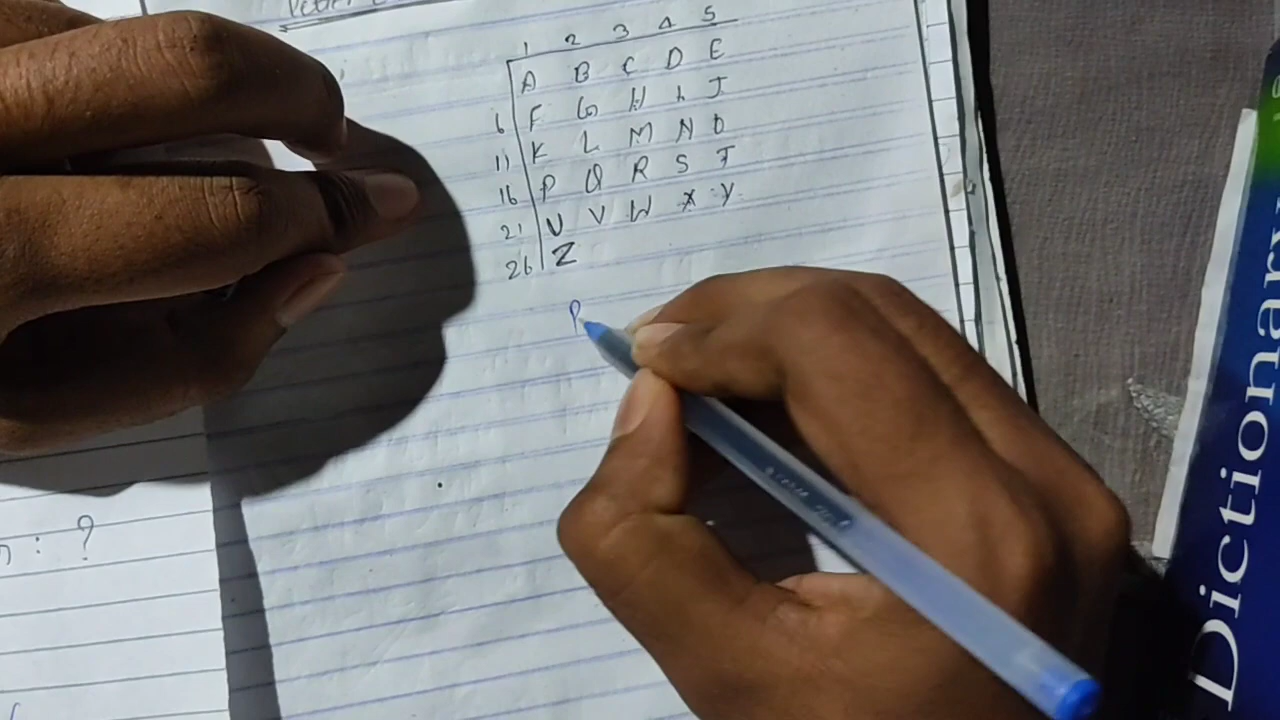 1 2 3 4 5
A B C D E
6 F G H I J
11 K L M N O
16 P Q R S T
21 U V W X Y
26 Z
P
n : ?
Dictionary